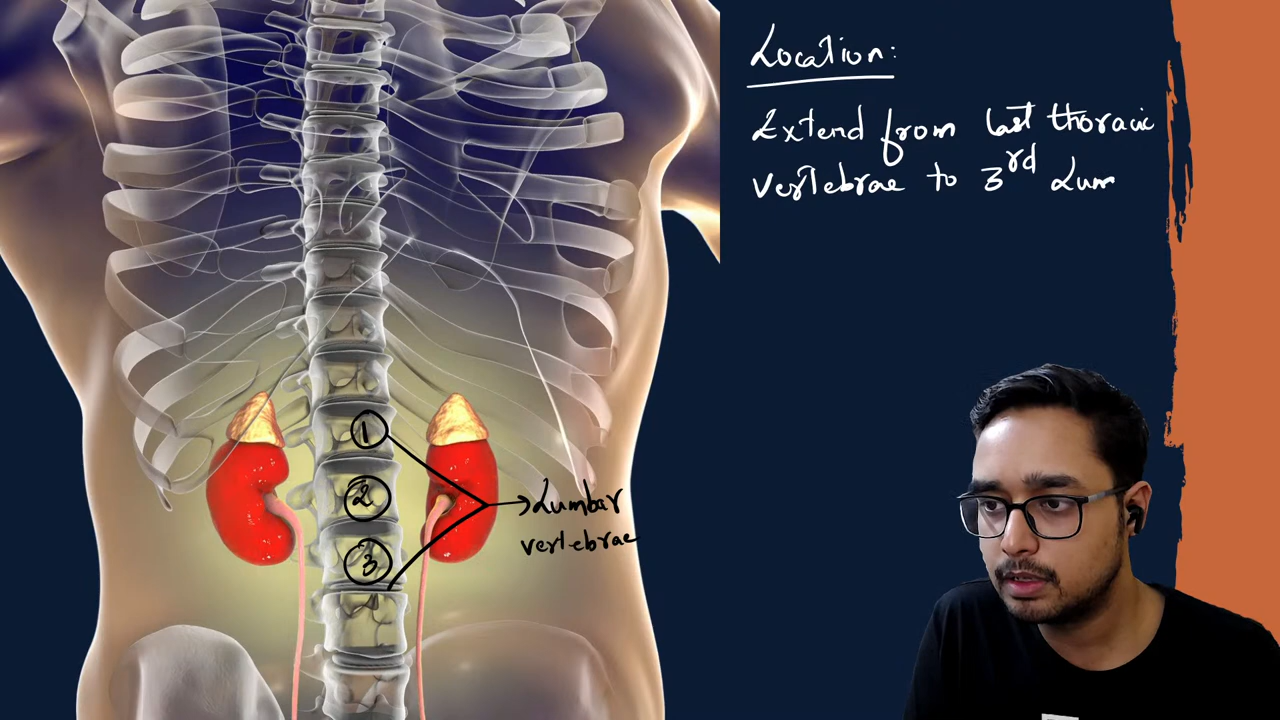 Location:
Extend from last thoracic
vertebrae to 3rd Lum
1
2
3
Lumbar
vertebrae